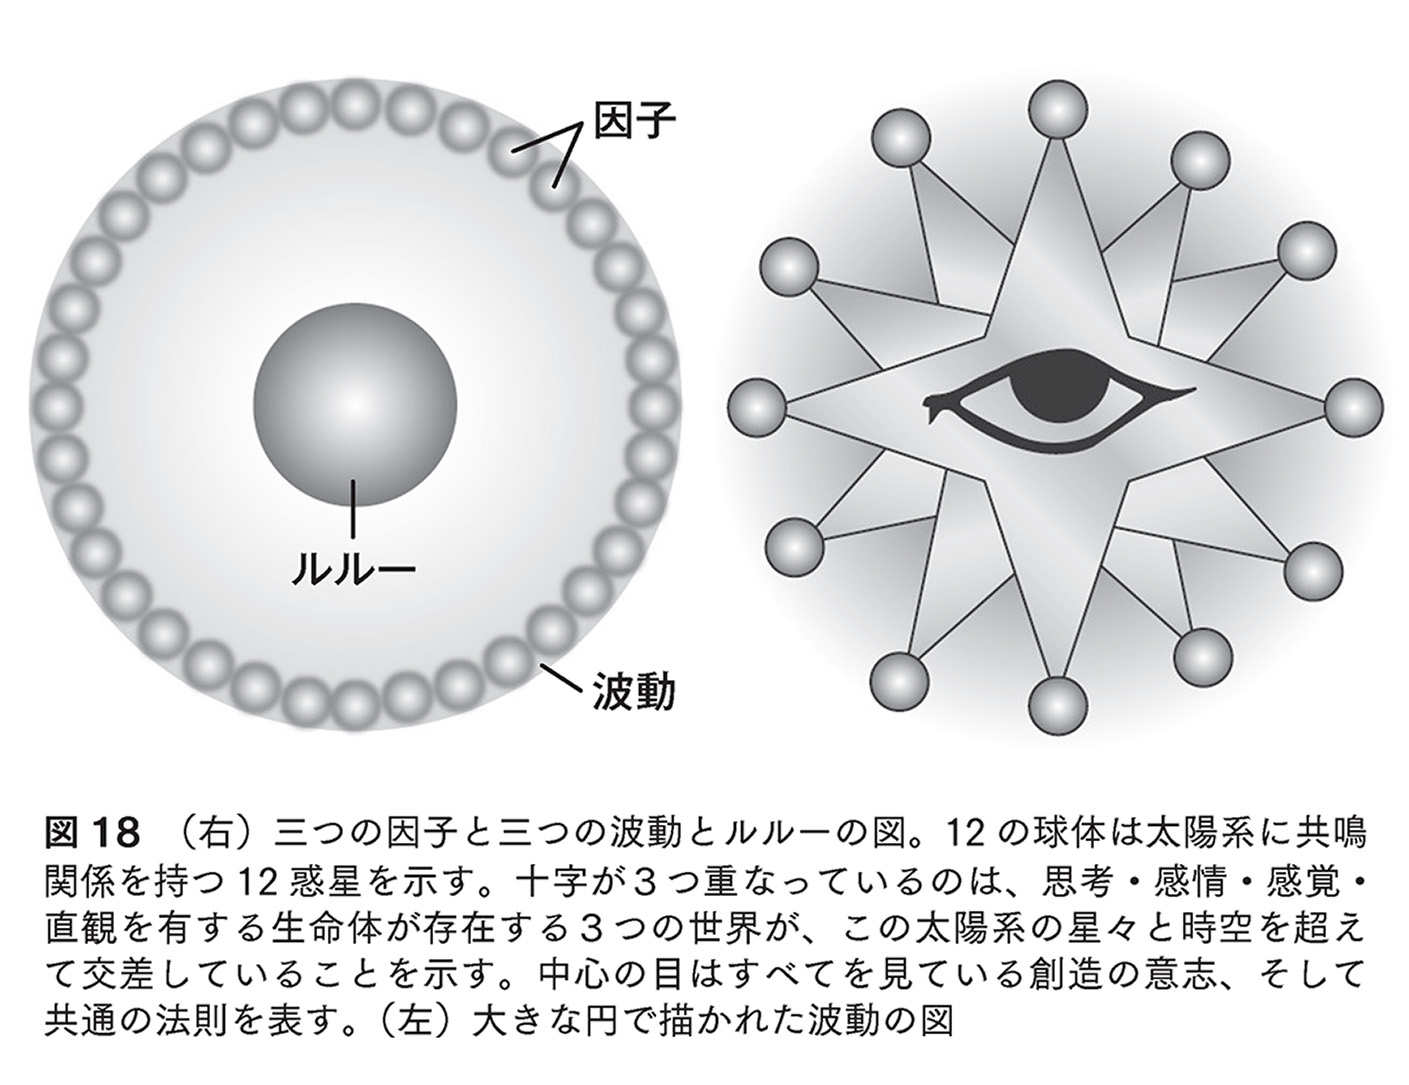 因子
ルルー
波動
図18 （右）三つの因子と三つの波動とルルーの図。12の球体は太陽系に共鳴
関係を持つ12惑星を示す。十字が3つ重なっているのは、思考・感情・感覚・
直観を有する生命体が存在する3つの世界が、この太陽系の星々と時空を超え
て交差していることを示す。中心の目はすべてを見ている創造の意志、そして
共通の法則を表す。（左）大きな円で描かれた波動の図